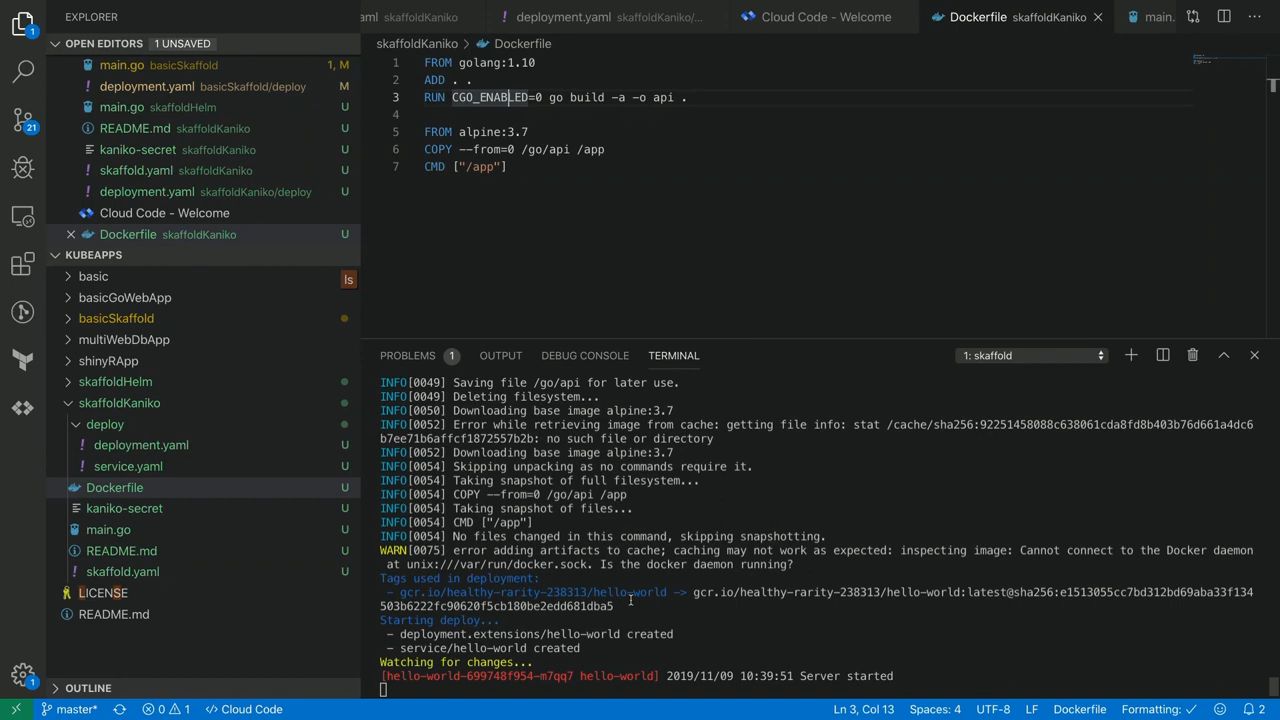 1
EXPLORER
aml skaffoldKaniko
! deployment.yaml skaffoldKaniko/...
Cloud Code - Welcome
Dockerfile skaffoldKaniko
main.
OPEN EDITORS 1 UNSAVED
skaffoldKaniko > Dockerfile
main.go basicSkaffold 1, M
! deployment.yaml basicSkaffold/deploy M
main.go skaffoldHelm U
README.md U
kaniko-secret skaffoldKaniko U
! skaffold.yaml skaffoldKaniko U
! deployment.yaml skaffoldKaniko/deploy U
Cloud Code - Welcome
Dockerfile skaffoldKaniko U
21
KUBEAPPS
basic
ls
basicGoWebApp
basicSkaffold
multiWebDbApp
shinyRApp
skaffoldHelm
skaffoldKaniko
deploy
! deployment.yaml U
! service.yaml U
Dockerfile U
kaniko-secret U
main.go U
README.md U
! skaffold.yaml U
LICENSE
README.md
OUTLINE
1
1 FROM golang:1.10
2 ADD . .
3 RUN CGO_ENABLED=0 go build -a -o api .
4
5 FROM alpine:3.7
6 COPY --from=0 /go/api /app
7 CMD ["/app"]
PROBLEMS 1 OUTPUT DEBUG CONSOLE TERMINAL 1: skaffold
INFO[0049] Saving file /go/api for later use.
INFO[0049] Deleting filesystem...
INFO[0050] Downloading base image alpine:3.7
INFO[0052] Error while retrieving image from cache: getting file info: stat /cache/sha256:92251458088c638061cda8fd8b403b76d661a4dc6
b7ee71b6affcf1872557b2b: no such file or directory
INFO[0052] Downloading base image alpine:3.7
INFO[0054] Skipping unpacking as no commands require it.
INFO[0054] Taking snapshot of full filesystem...
INFO[0054] COPY --from=0 /go/api /app
INFO[0054] Taking snapshot of files...
INFO[0054] CMD ["/app"]
INFO[0054] No files changed in this command, skipping snapshotting.
WARN[0075] error adding artifacts to cache; caching may not work as expected: inspecting image: Cannot connect to the Docker daemon
at unix:///var/run/docker.sock. Is the docker daemon running?
Tags used in deployment:
- gcr.io/healthy-rarity-238313/hello-world -> gcr.io/healthy-rarity-238313/hello-world:latest@sha256:e1513055cc7bd312bd69aba33f134
503b6222fc90620f5cb180be2edd681dba5
Starting deploy...
- deployment.extensions/hello-world created
- service/hello-world created
Watching for changes...
[hello-world-699748f954-m7qq7 hello-world] 2019/11/09 10:39:51 Server started
master* 0 1 Cloud Code Ln 3, Col 13 Spaces: 4 UTF-8 LF Dockerfile Formatting: ✓ 2